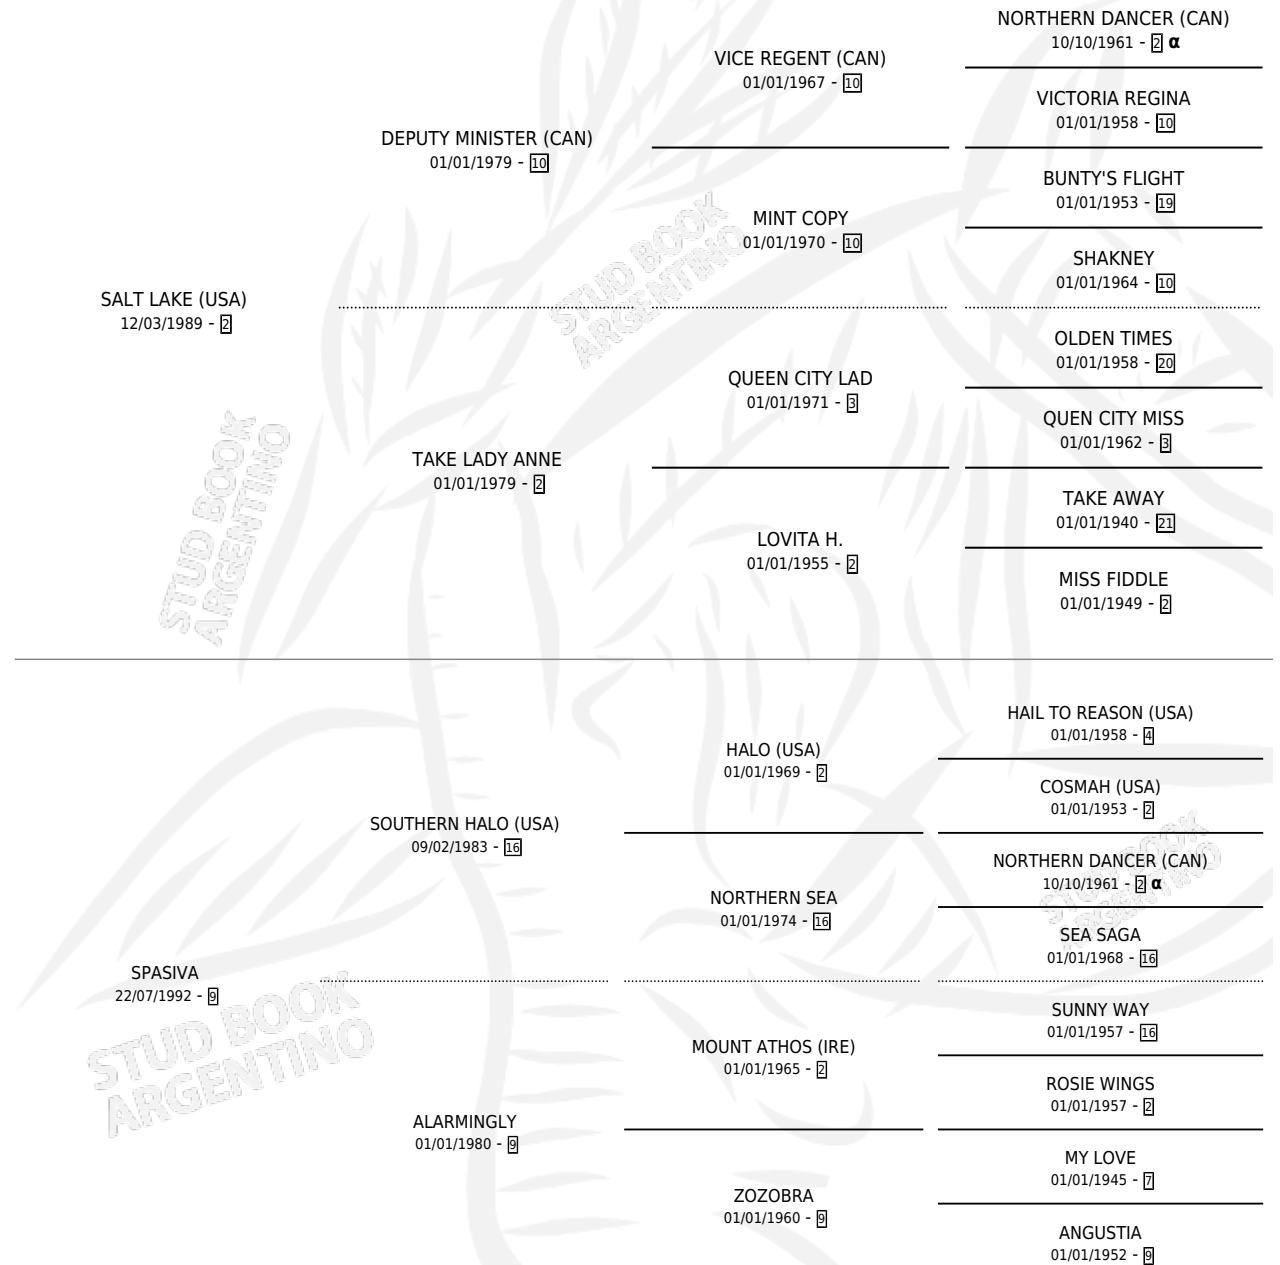 NORTHERN DANCER (CAN)
10/10/1961 - 2 α
VICE REGENT (CAN)
01/01/1967 - 10
VICTORIA REGINA
01/01/1958 - 10
DEPUTY MINISTER (CAN)
01/01/1979 - 10
BUNTY'S FLIGHT
01/01/1953 - 19
MINT COPY
01/01/1970 - 10
SHAKNEY
01/01/1964 - 10
SALT LAKE (USA)
12/03/1989 - 2
OLDEN TIMES
01/01/1958 - 20
QUEEN CITY LAD
01/01/1971 - 3
QUEN CITY MISS
01/01/1962 - 3
TAKE LADY ANNE
01/01/1979 - 2
TAKE AWAY
01/01/1940 - 21
LOVITA H.
01/01/1955 - 2
MISS FIDDLE
01/01/1949 - 2
STUD BOOK
ARGENTINO
STUD BOOK
ARGENTINO
HAIL TO REASON (USA)
01/01/1958 - 4
HALO (USA)
01/01/1969 - 2
COSMAH (USA)
01/01/1953 - 2
SOUTHERN HALO (USA)
09/02/1983 - 16
NORTHERN DANCER (CAN)
10/10/1961 - 2 α
NORTHERN SEA
01/01/1974 - 16
SEA SAGA
01/01/1968 - 16
SPASIVA
22/07/1992 - 9
SUNNY WAY
01/01/1957 - 16
MOUNT ATHOS (IRE)
01/01/1965 - 2
ROSIE WINGS
01/01/1957 - 2
ALARMINGLY
01/01/1980 - 9
MY LOVE
01/01/1945 - 7
ZOZOBRA
01/01/1960 - 9
ANGUSTIA
01/01/1952 - 9
STUD BOOK
ARGENTINO
STUD BOOK
ARGENTINO